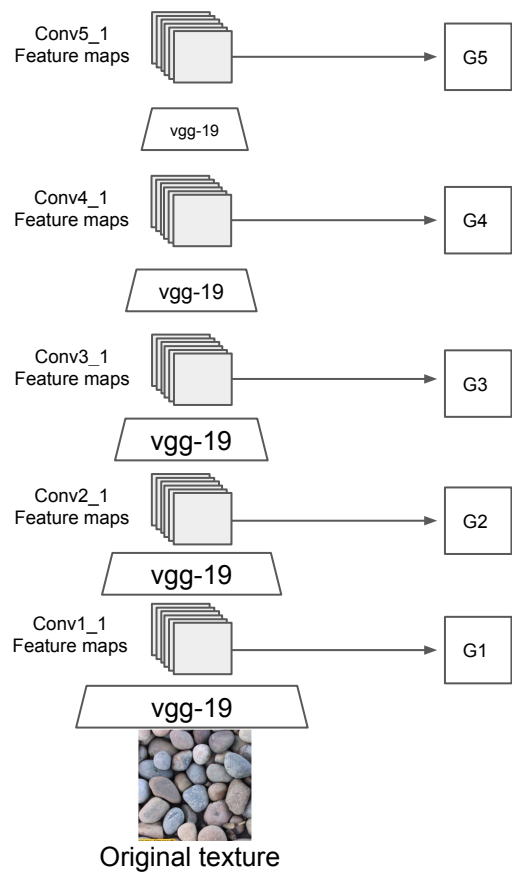 Conv5_1
Feature maps
G5
vgg-19
Conv4_1
Feature maps
G4
vgg-19
Conv3_1
Feature maps
G3
vgg-19
Conv2_1
Feature maps
G2
vgg-19
Conv1_1
Feature maps
G1
vgg-19
Original texture